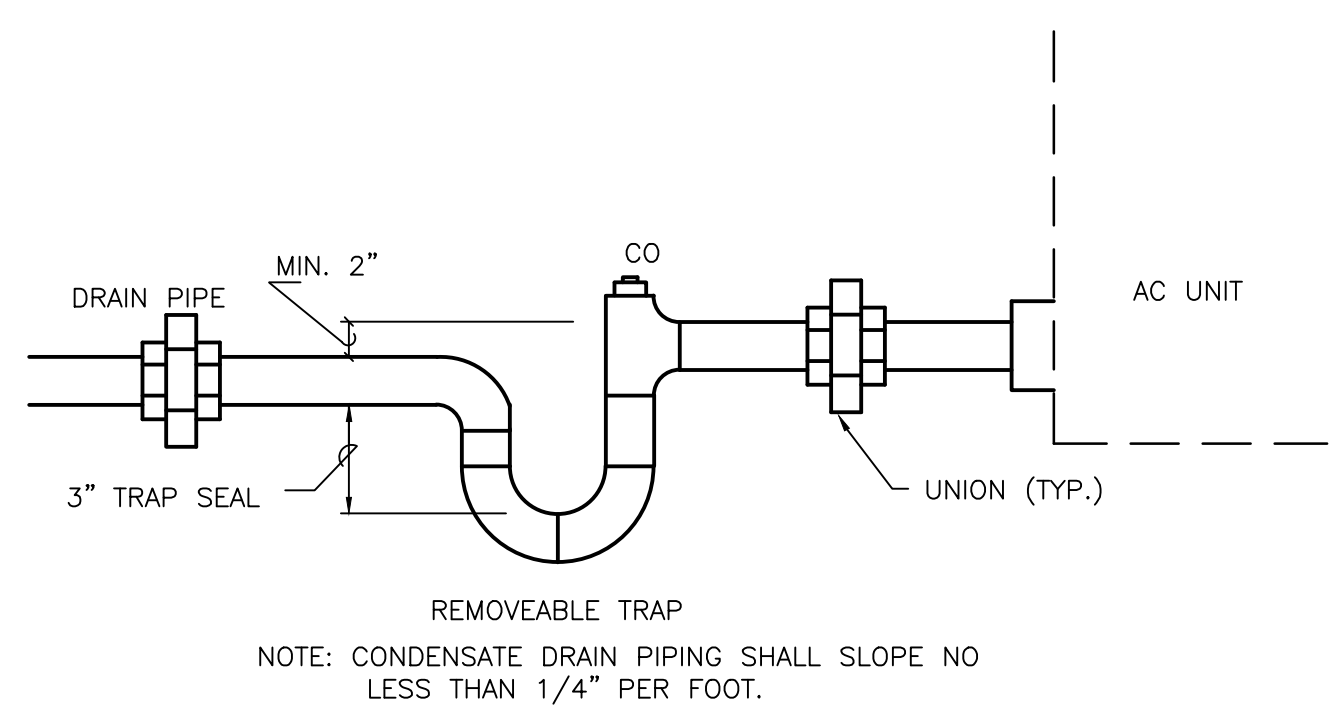 CO
MIN. 2”
DRAIN PIPE
AC UNIT
3” TRAP SEAL
UNION (TYP.)
REMOVEABLE TRAP
NOTE: CONDENSATE DRAIN PIPING SHALL SLOPE NO
LESS THAN 1/4” PER FOOT.